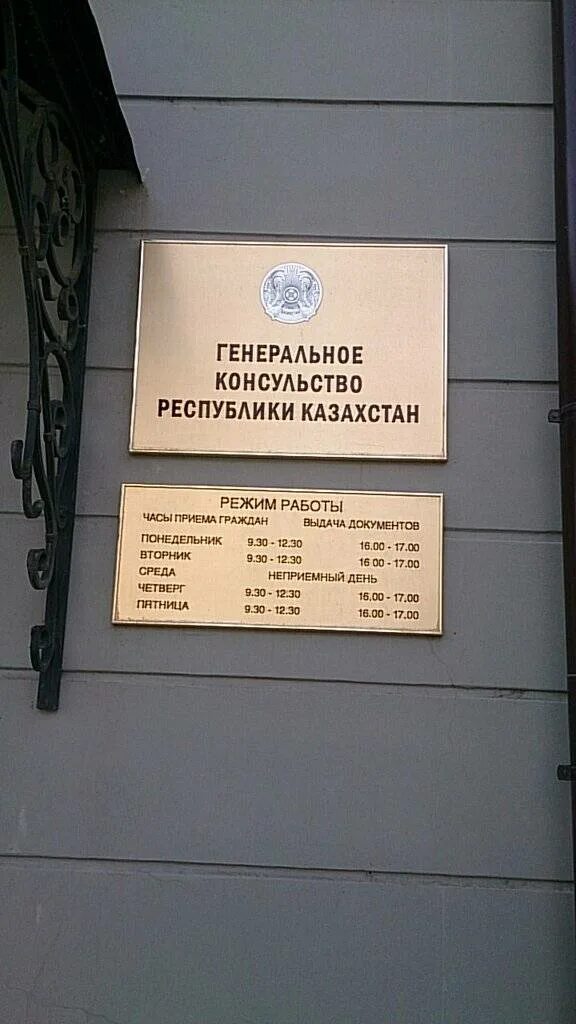 ГЕНЕРАЛЬНОЕ
КОНСУЛЬСТВО
РЕСПУБЛИКИ КАЗАХСТАН
РЕЖИМ РАБОТЫ
ЧАСЫ ПРИЕМА ГРАЖДАН ВЫДАЧА ДОКУМЕНТОВ
ПОНЕДЕЛЬНИК 9.30 - 12.30 16.00 - 17.00
ВТОРНИК 9.30 - 12.30 16 00 - 17.00
СРЕДА НЕПРИЕМНЫЙ ДЕНЬ
ЧЕТВЕРГ 9.30 - 12.30 16.00 - 17.00
ПЯТНИЦА 9.30 - 12.30 16.00 - 17.00